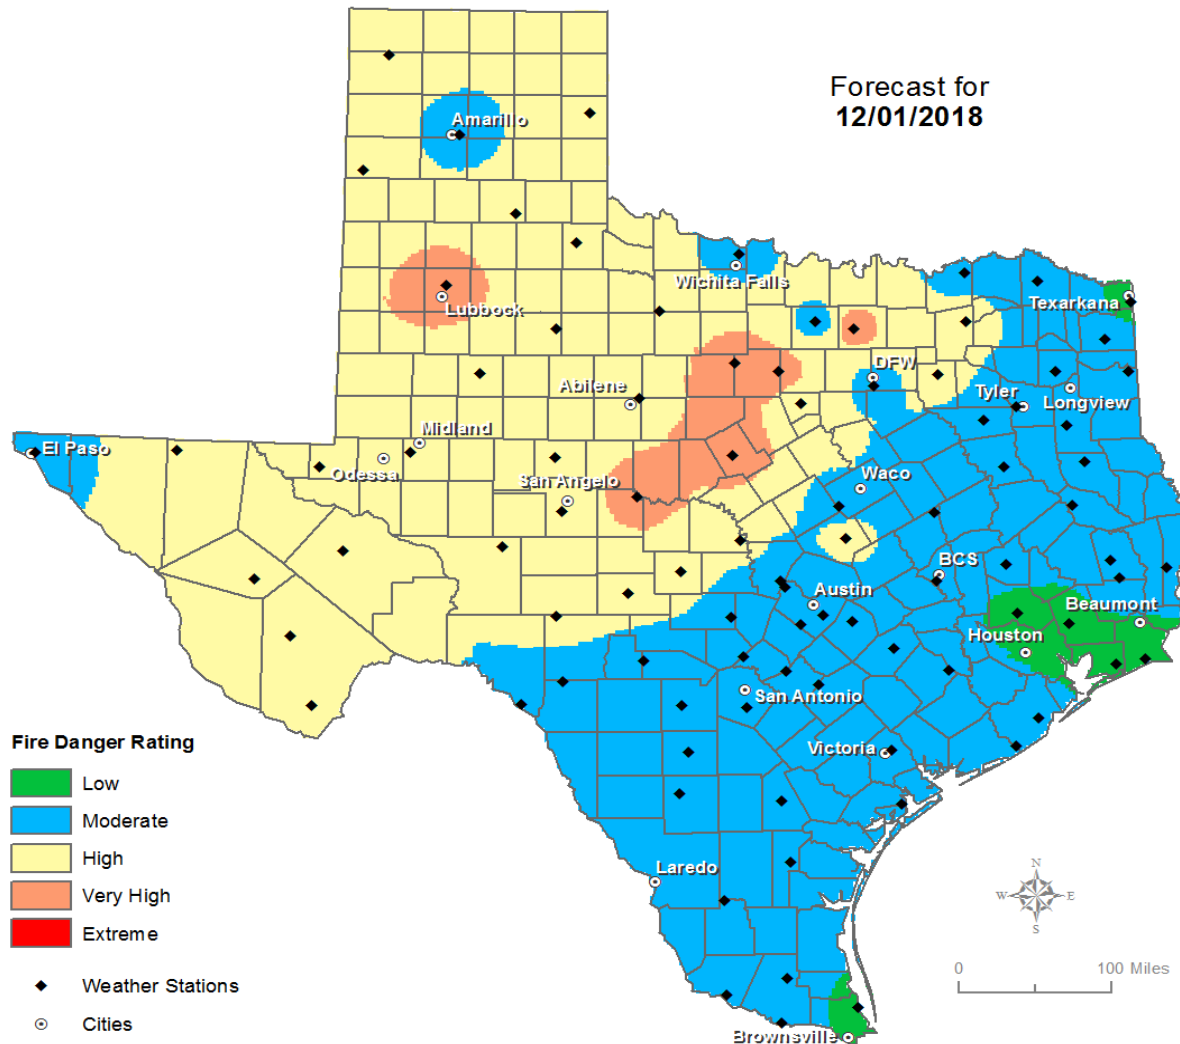 Forecast for
12/01/2018
Amarillo
Lubbock
Wichita Falls
Texarkana
DFW
Abilene
Tyler
Longview
Midland
El Paso
Odessa
San Angelo
Waco
BCS
Austin
Beaumont
Houston
San Antonio
Victoria
Laredo
Brownsville
Fire Danger Rating
Low
Moderate
High
Very High
Extreme
Weather Stations
Cities
N
W E
S
0 100 Miles